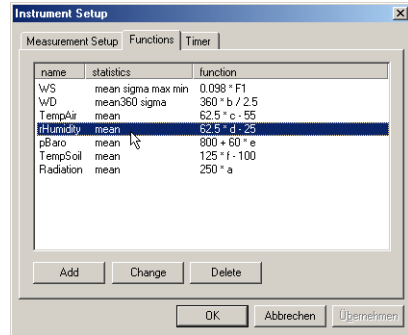 Instrument Setup
Measurement Setup Functions Timer
name statistics function
WS mean sigma max min 0.098 * F1
WD mean360 sigma 360 * b / 2.5
TempAir mean 62.5 * c - 55
rHumidity mean 62.5 * d - 25
pBaro mean 800 + 60 * e
TempSoil mean 125 * f - 100
Radiation mean 250 * a
Add Change Delete
OK Abbrechen Übernehmen